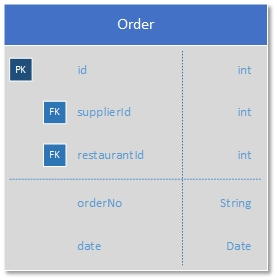 Order
PK id int
FK supplierId int
FK restaurantId int
orderNo String
date Date